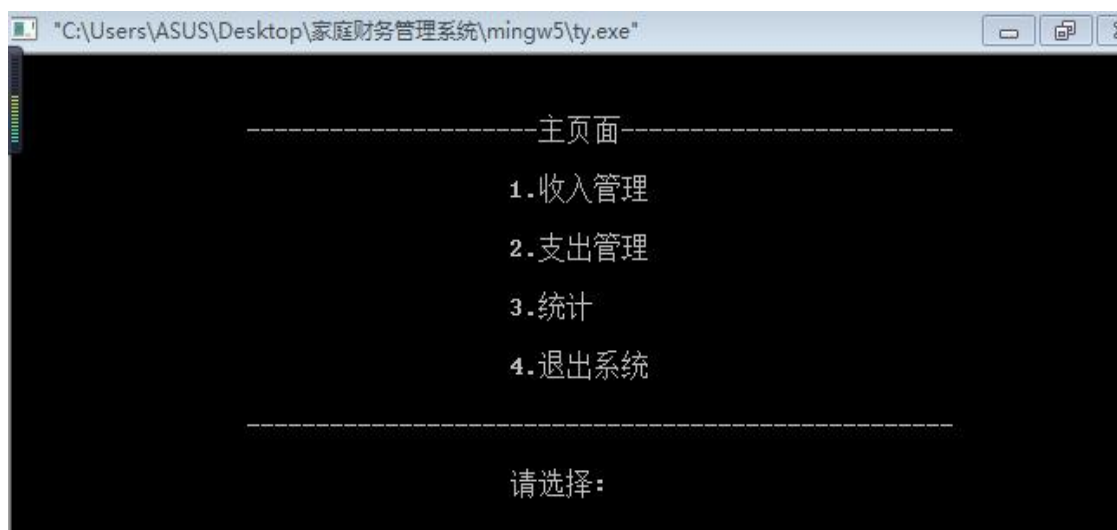 "C:\Users\ASUS\Desktop\家庭财务管理系统\mingw5\ty.exe"
---------------------主页面------------------------
1.收入管理
2.支出管理
3.统计
4.退出系统
---------------------------------------------------
请选择: